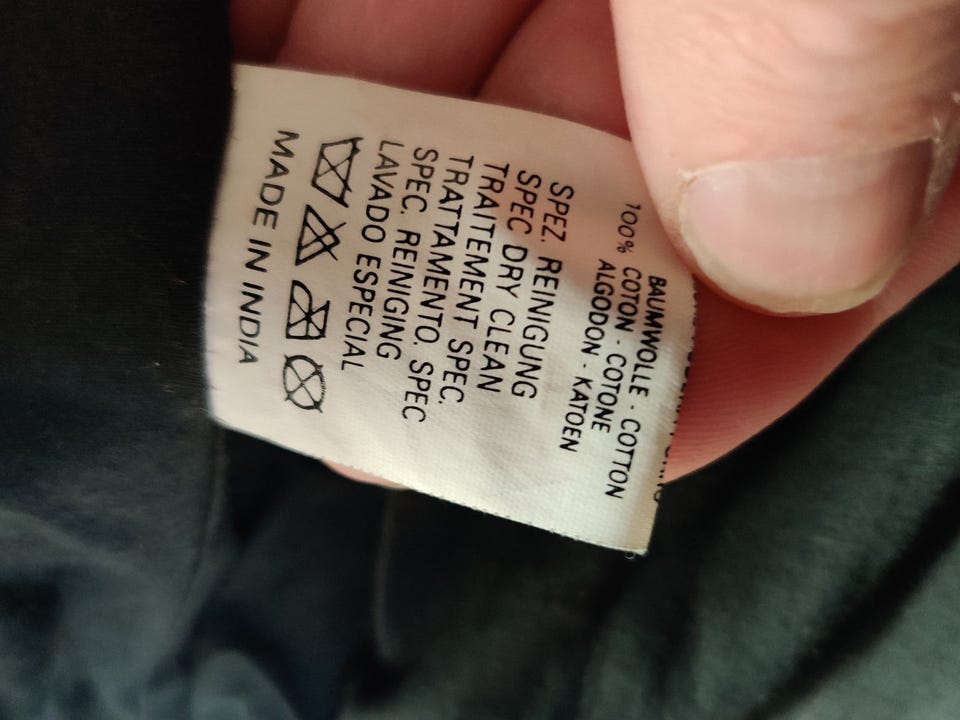 BAUMWOLLE - COTTON
100% COTON - COTONE
ALGODON - KATOEN
SPEZ. REINIGUNG
SPEC DRY CLEAN
TRAITEMENT SPEC.
TRATTAMENTO. SPEC
SPEC. REINIGING
LAVADO ESPECIAL
MADE IN INDIA